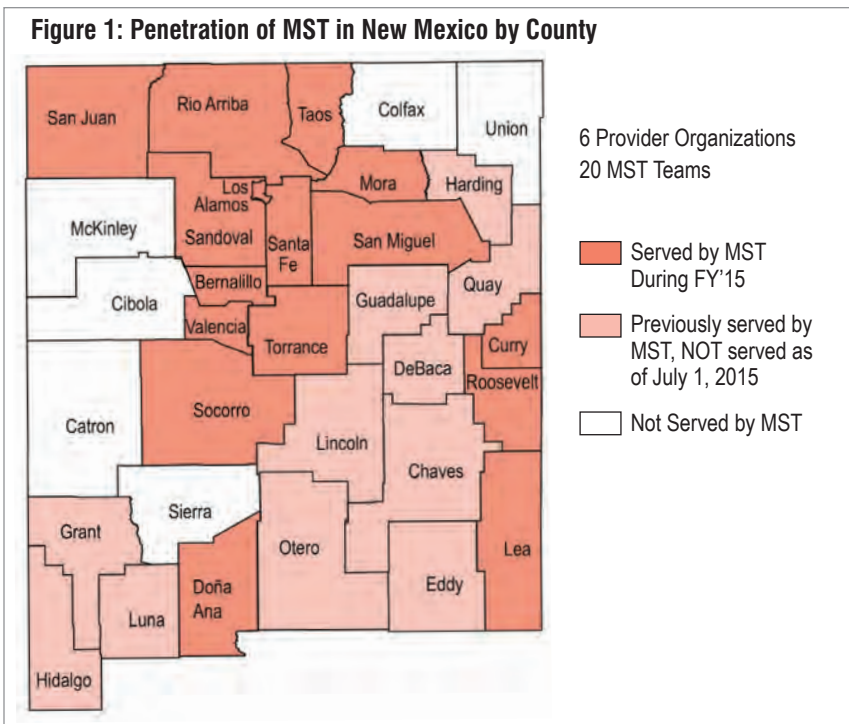 Figure 1: Penetration of MST in New Mexico by County
San Juan
Rio Arriba
Taos
Colfax
Union
6 Provider Organizations
20 MST Teams
Los
Alamos
Mora
Harding
McKinley
Sandoval
Santa
Fe
San Miguel
Served by MST
During FY'15
Bernalillo
Cibola
Guadalupe
Quay
Valencia
Torrance
Previously served by
MST, NOT served as
of July 1, 2015
Curry
DeBaca
Roosevelt
Catron
Socorro
Lincoln
Not Served by MST
Chaves
Sierra
Grant
Otero
Lea
Doña
Ana
Eddy
Luna
Hidalgo